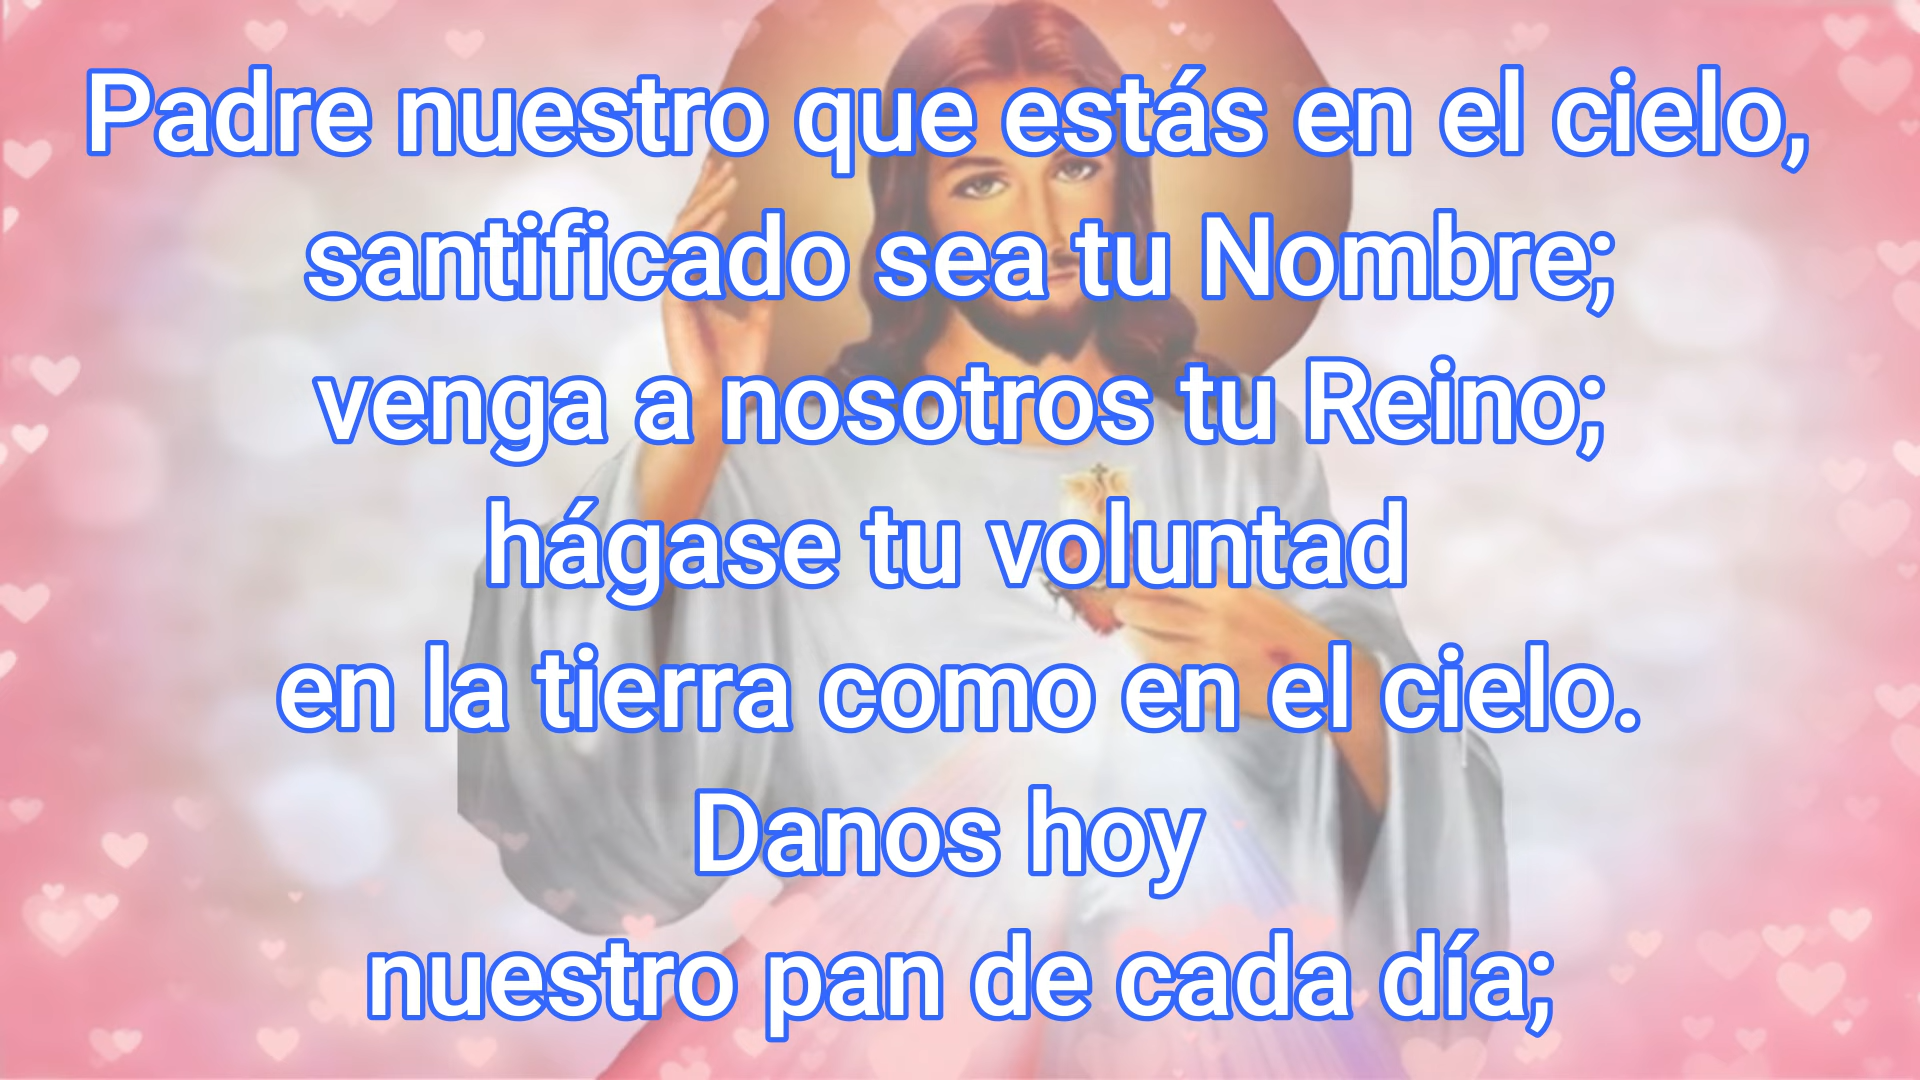 Padre nuestro que estás en el cielo,
santificado sea tu Nombre;
venga a nosotros tu Reino;
hágase tu voluntad
en la tierra como en el cielo.
Danos hoy
nuestro pan de cada día;